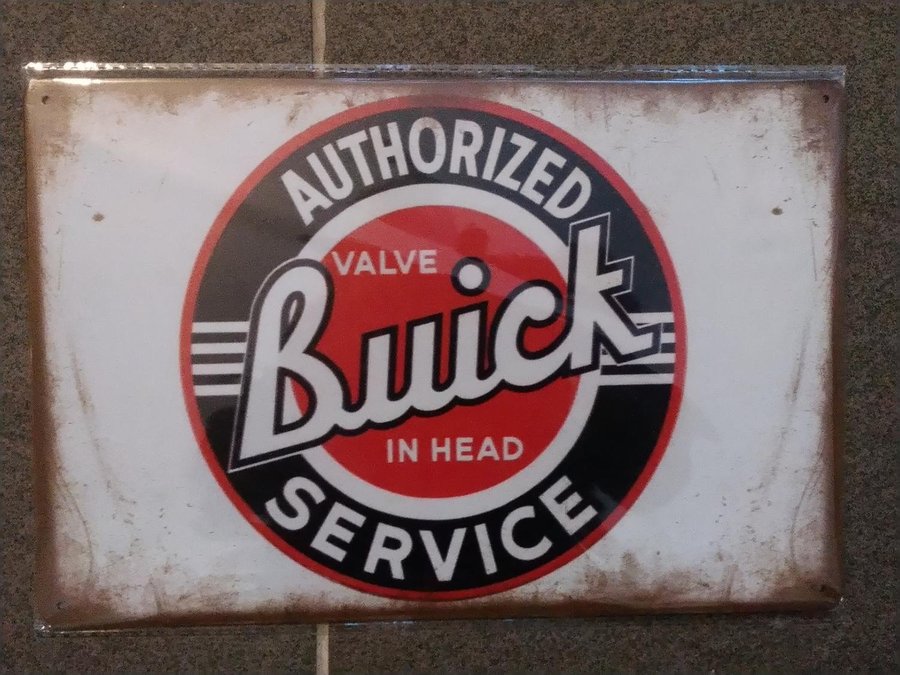 AUTHORIZED
VALVE
Buick
IN HEAD
SERVICE